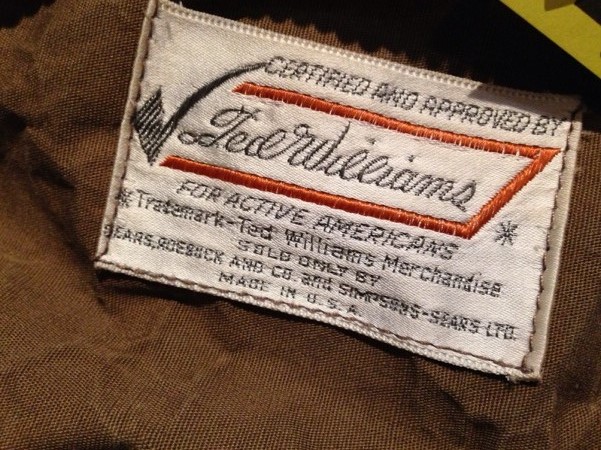 CERTIFIED AND APPROVED BY
Ted Williams
FOR ACTIVE AMERICANS *
* Trademark-Ted Williams Merchandise
SOLD ONLY BY
SEARS, ROEBUCK AND CO. and SIMPSONS-SEARS LTD.
MADE IN U.S.A.